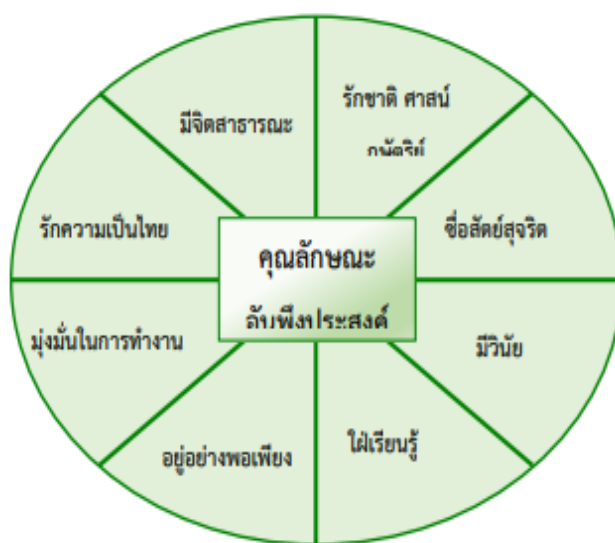 มีจิตสาธารณะ
รักชาติ ศาสน์
กษัตริย์
ซื่อสัตย์สุจริต
รักความเป็นไทย
คุณลักษณะ
อันพึงประสงค์
มุ่งมั่นในการทำงาน
มีวินัย
อยู่อย่างพอเพียง
ใฝ่เรียนรู้